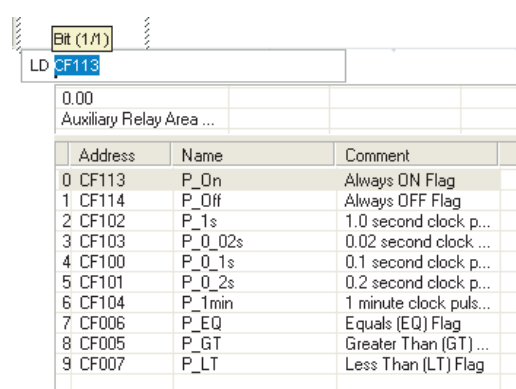 Bit (1/1)
LD CF113
0.00
Auxiliary Relay Area ...
Address Name Comment
0 CF113 P_On Always ON Flag
1 CF114 P_Off Always OFF Flag
2 CF102 P_1s 1.0 second clock p...
3 CF103 P_0_02s 0.02 second clock ...
4 CF100 P_0_1s 0.1 second clock p...
5 CF101 P_0_2s 0.2 second clock p...
6 CF104 P_1min 1 minute clock puls...
7 CF006 P_EQ Equals (EQ) Flag
8 CF005 P_GT Greater Than (GT) ...
9 CF007 P_LT Less Than (LT) Flag